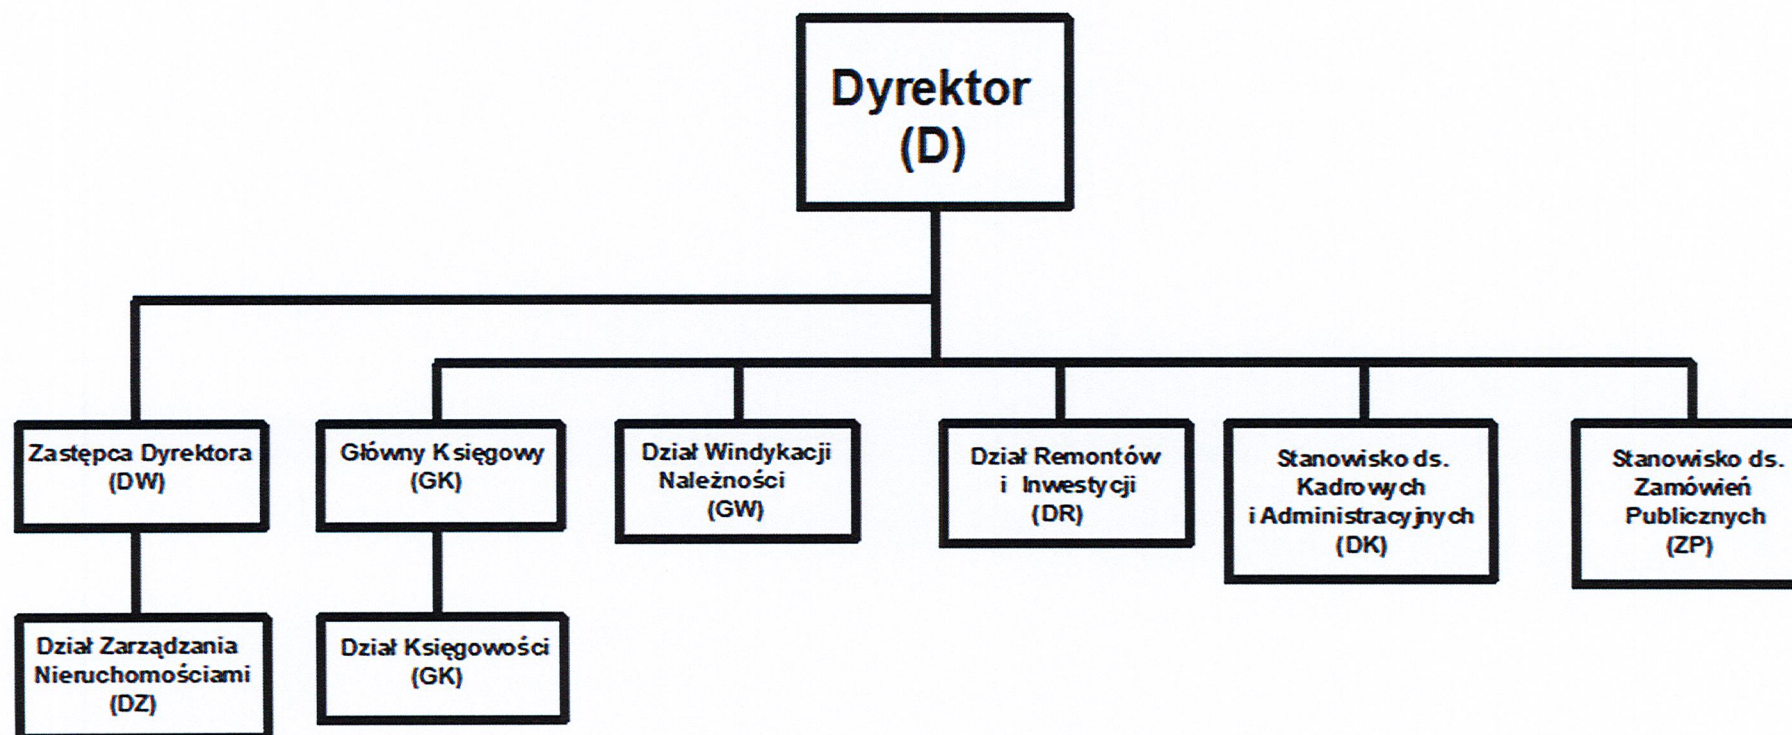 Dyrektor
(D)
Zastępca Dyrektora
(DW)
Główny Księgowy
(GK)
Dział Windykacji
Należności
(GW)
Dział Remontów
i Inwestycji
(DR)
Stanowisko ds.
Kadrowych
i Administracyjnych
(DK)
Stanowisko ds.
Zamówień
Publicznych
(ZP)
Dział Zarządzania
Nieruchomościami
(DZ)
Dział Księgowości
(GK)